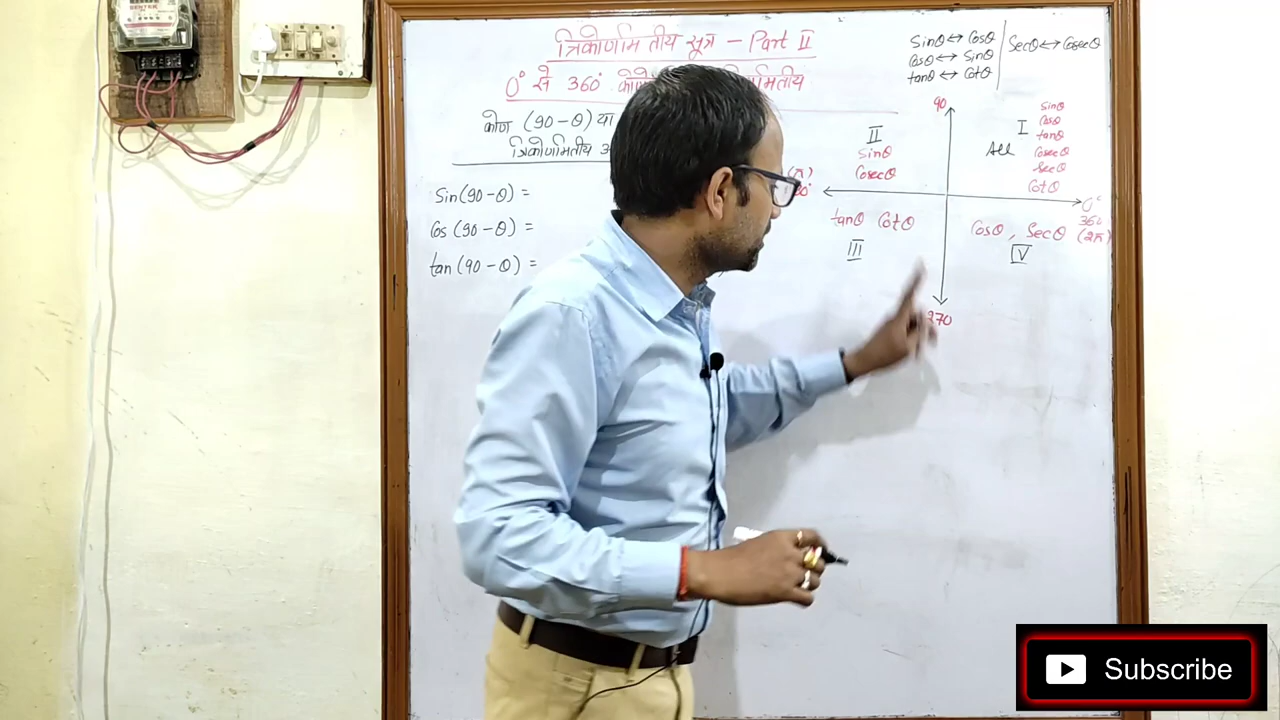 त्रिकोणमितीय सूत्र - Part II
0° से 360° त्रिकोणमितीय
कोण (90-θ) या
त्रिकोणमितीय
Sin(90-θ) =
Cos (90-θ) =
tan (90-θ) =
Sinθ ↔ Cosθ
Cosθ ↔ Sinθ
tanθ ↔ Cotθ
Secθ ↔ Cosecθ
90
II
Sinθ
Cosecθ
I
All
Sinθ
Cosθ
tanθ
Cosecθ
Secθ
Cotθ
(π)
0°
360
(2π)
tanθ Cotθ
III
Cosθ, Secθ
IV
270
Subscribe